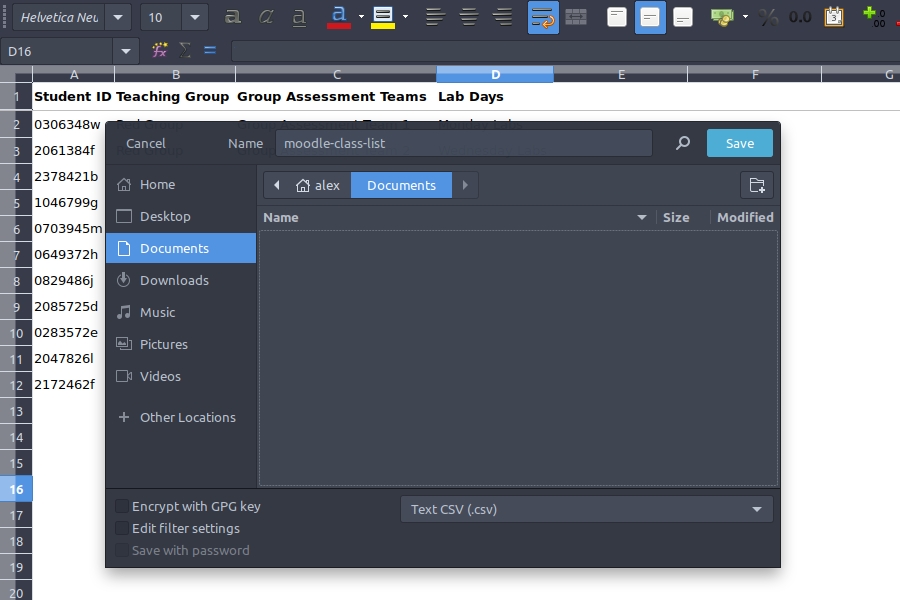 Helvetica Neu 10 a a a a 0.0 3 .0 00
D16 fx Σ =
A B C D E F G
1 Student ID Teaching Group Group Assessment Teams Lab Days
2 0306348w
Cancel Name moodle-class-list Save
3 2061384f
4 2378421b Home alex Documents
5 1046799g Desktop Name Size Modified
6 0703945m
7 0649372h Documents
8 0829486j Downloads
9 2085725d Music
10 0283572e
11 2047826l Pictures
12 2172462f Videos
13 Other Locations
14
15
16
17 Encrypt with GPG key Text CSV (.csv)
18 Edit filter settings
Save with password
19
20